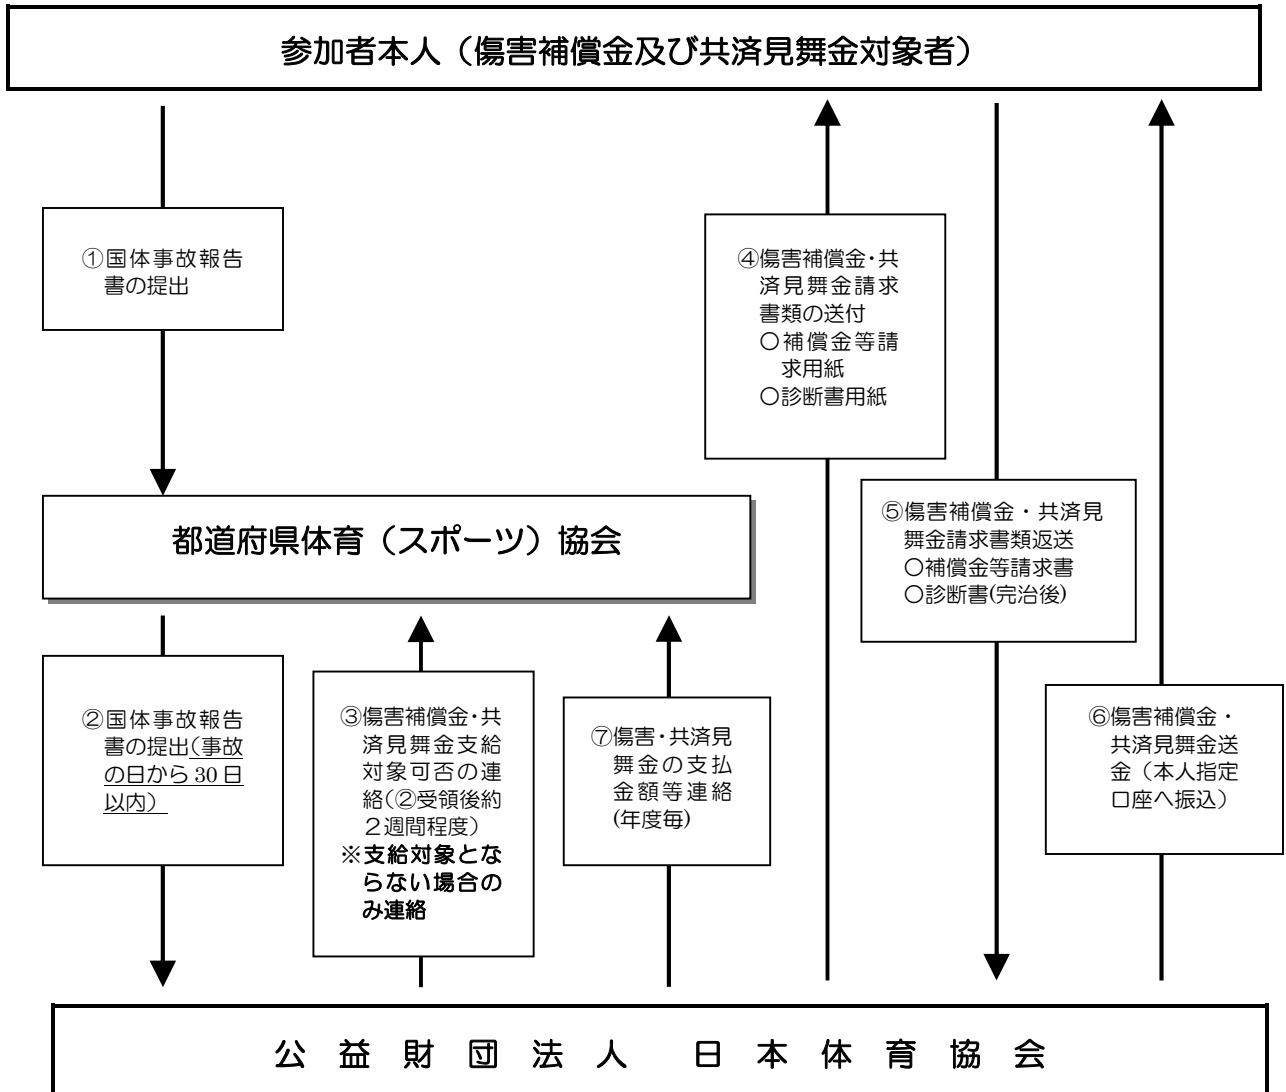 参加者本人（傷害補償金及び共済見舞金対象者）
①国体事故報告
書の提出
④傷害補償金・共
済見舞金請求
書類の送付
〇補償金等請
求用紙
〇診断書用紙
都道府県体育（スポーツ）協会
⑤傷害補償金・共済見
舞金請求書類返送
〇補償金等請求書
〇診断書(完治後)
②国体事故報告
書の提出（事故
の日から 30 日
以内）
③傷害補償金・共
済見舞金支給
対象可否の連
絡（②受領後約
２週間程度）
※支給対象とな
らない場合の
み連絡
⑦傷害・共済見
舞金の支払
金額等連絡
(年度毎)
⑥傷害補償金・
共済見舞金送
金（本人指定
口座へ振込）
公益財団法人　日本体育協会